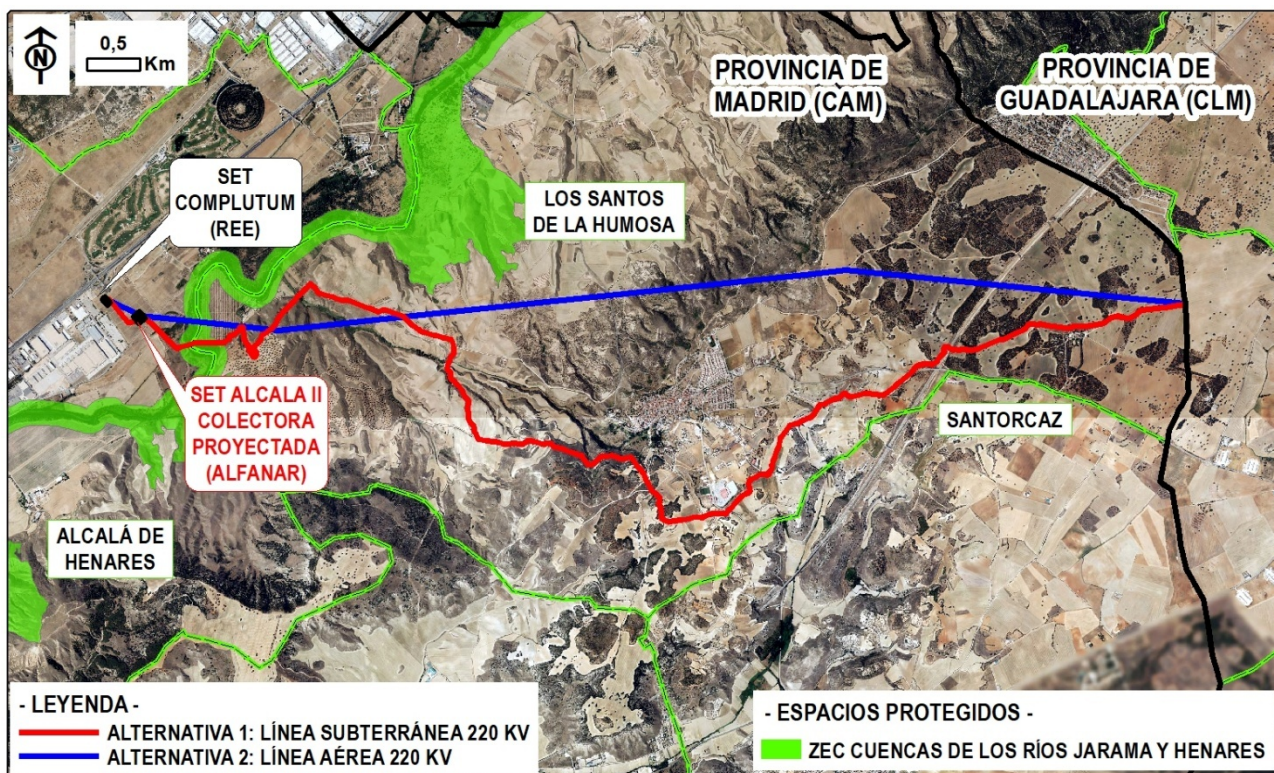 N
0,5
Km
PROVINCIA DE
MADRID (CAM)
PROVINCIA DE
GUADALAJARA (CLM)
SET
COMPLUTUM
(REE)
LOS SANTOS
DE LA HUMOSA
SET ALCALA II
COLECTORA
PROYECTADA
(ALFANAR)
SANTORCAZ
ALCALÁ DE
HENARES
- LEYENDA -
ALTERNATIVA 1: LÍNEA SUBTERRÁNEA 220 KV
ALTERNATIVA 2: LÍNEA AÉREA 220 KV
- ESPACIOS PROTEGIDOS -
ZEC CUENCAS DE LOS RÍOS JARAMA Y HENARES